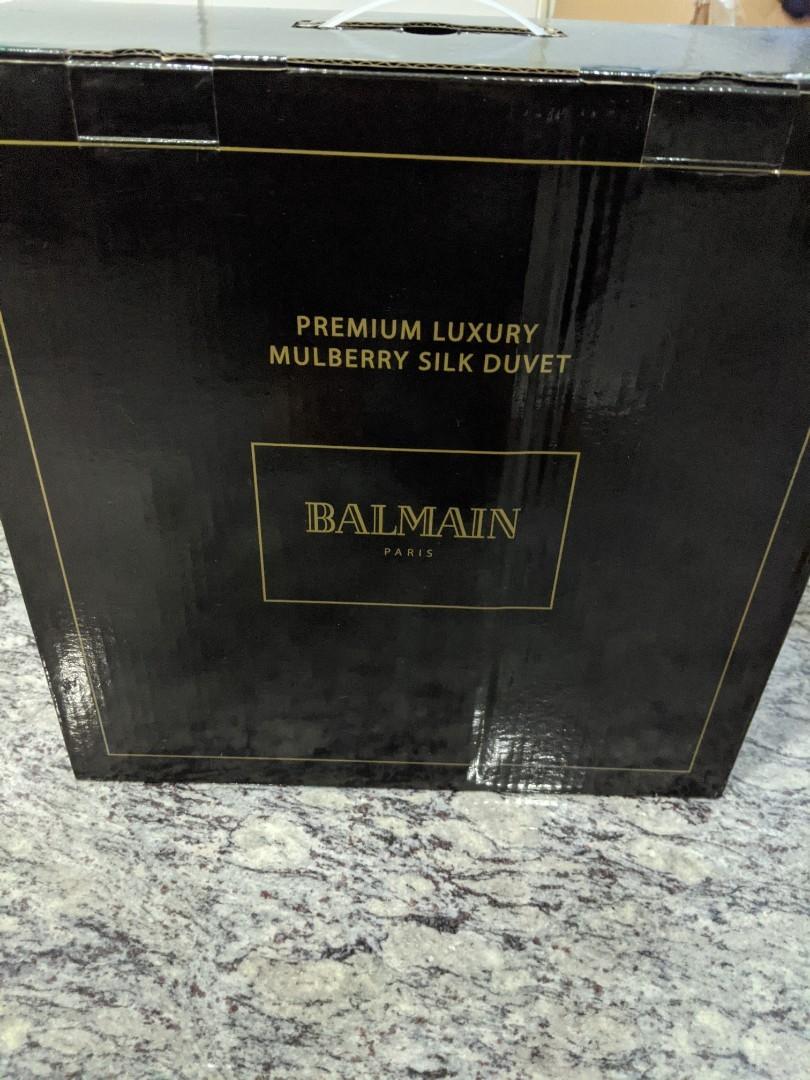 PREMIUM LUXURY
MULBERRY SILK DUVET
BALMAIN
PARIS